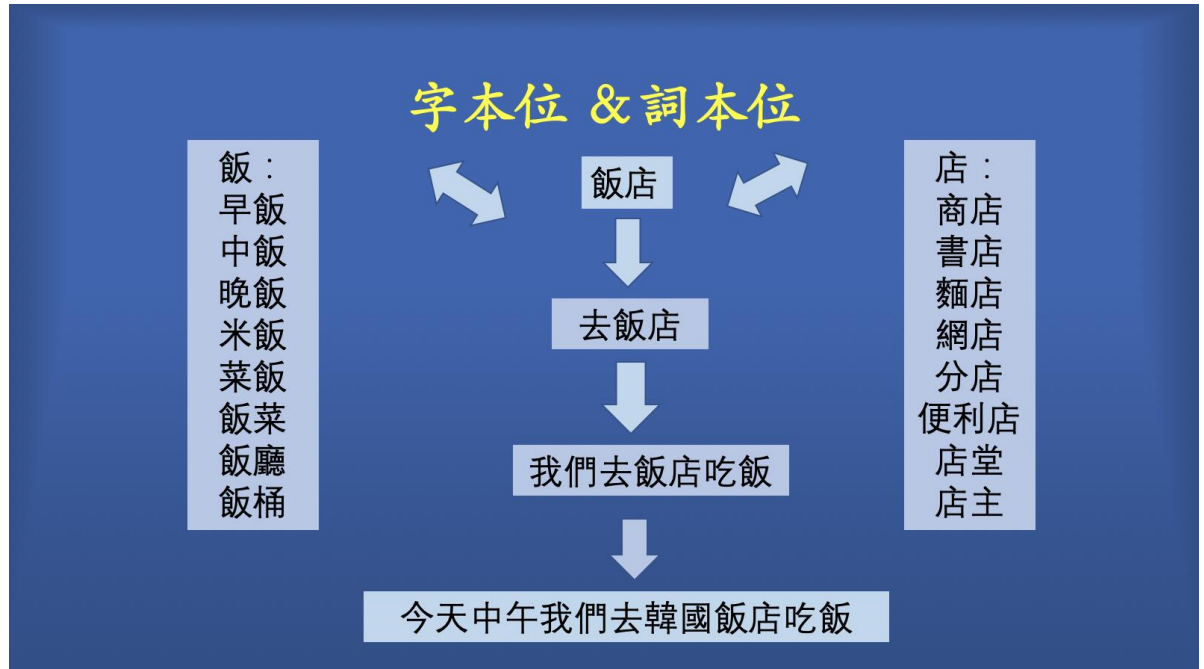 字本位 &詞本位
飯：
早飯
中飯
晚飯
米飯
菜飯
飯菜
飯廳
飯桶
飯店
去飯店
我們去飯店吃飯
今天中午我們去韓國飯店吃飯
店：
商店
書店
麵店
網店
分店
便利店
店堂
店主